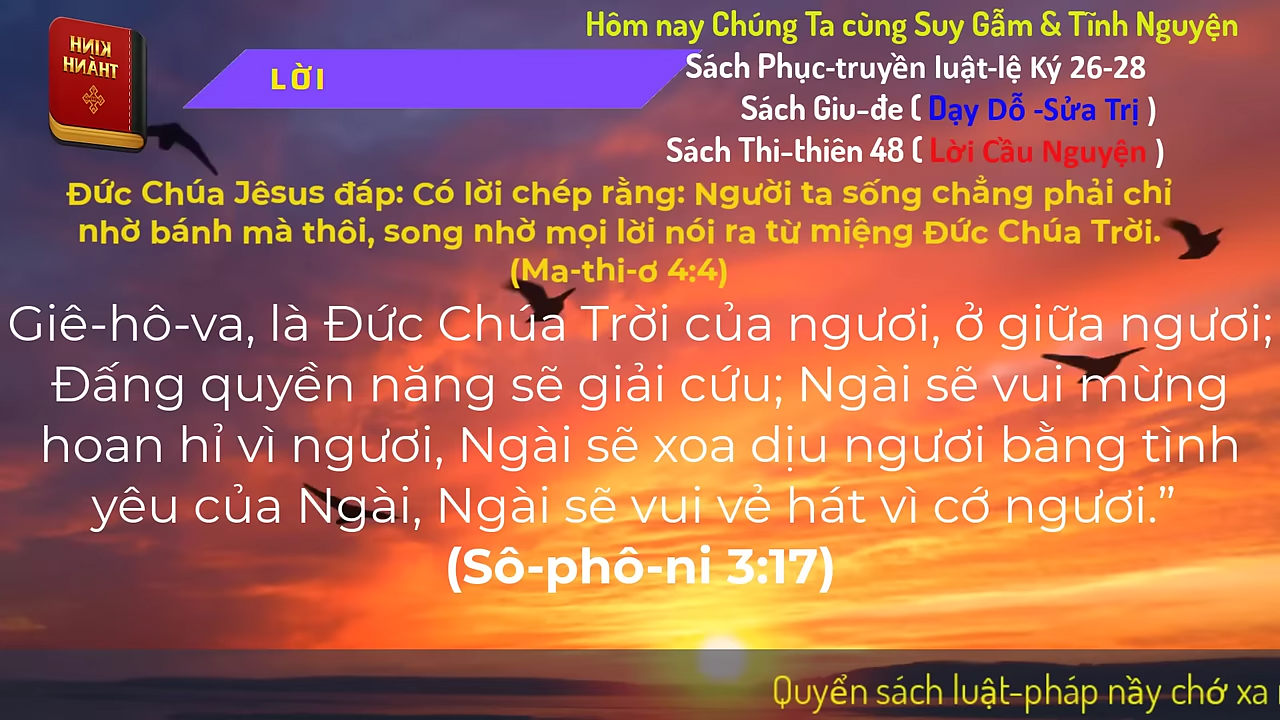 KINH
THÁNH
LỜI
Hôm nay Chúng Ta cùng Suy Gẫm & Tĩnh Nguyện
Sách Phục-truyền luật-lệ Ký 26-28
Sách Giu-đe ( Dạy Dỗ -Sửa Trị )
Sách Thi-thiên 48 ( Lời Cầu Nguyện )
Đức Chúa Jêsus đáp: Có lời chép rằng: Người ta sống chẳng phải chỉ
nhờ bánh mà thôi, song nhờ mọi lời nói ra từ miệng Đức Chúa Trời.
(Ma-thi-ơ 4:4)
Giê-hô-va, là Đức Chúa Trời của ngươi, ở giữa ngươi;
Đấng quyền năng sẽ giải cứu; Ngài sẽ vui mừng
hoan hỉ vì ngươi, Ngài sẽ xoa dịu ngươi bằng tình
yêu của Ngài, Ngài sẽ vui vẻ hát vì cớ ngươi.”
(Sô-phô-ni 3:17)
Quyển sách luật-pháp nầy chớ xa